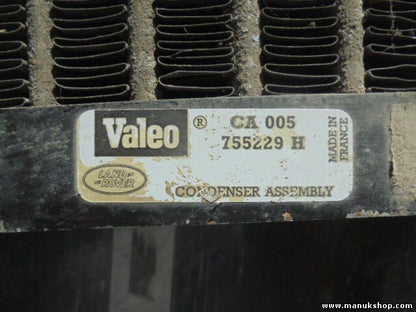 Valeo ® CA 005
755229 H
MADE IN
FRANCE
LAND
ROVER
CONDENSER ASSEMBLY
www.manukshop.com